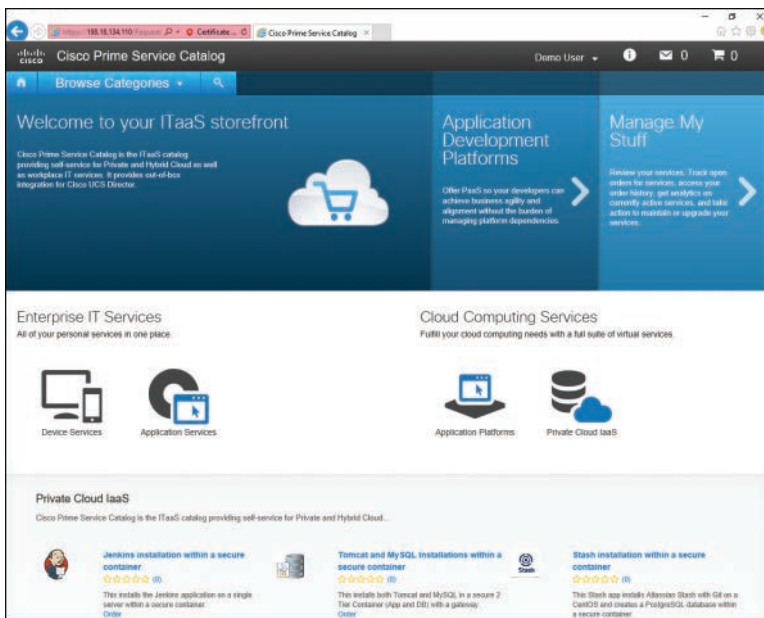 https://198.18.134.110/Request
Certificate...
Cisco Prime Service Catalog
CISCO
Cisco Prime Service Catalog
Demo User
0
0
Browse Categories
Welcome to your ITaaS storefront
Cisco Prime Service Catalog is the ITaaS catalog
providing self-service for Private and Hybrid Cloud as well
as workplace IT services. It provides out-of-box
integration for Cisco UCS Director.
Application
Development
Platforms
Offer PaaS so your developers can
achieve business agility and
alignment without the burden of
managing platform dependencies.
Manage My
Stuff
Review your services. Track open
orders for services, access your
order history, get analytics on
currently active services, and take
action to maintain or upgrade your
services.
Enterprise IT Services
All of your personal services in one place.
Device Services
Application Services
Cloud Computing Services
Fulfill your cloud computing needs with a full suite of virtual services.
Application Platforms
Private Cloud IaaS
Private Cloud IaaS
Cisco Prime Service Catalog is the ITaaS catalog providing self-service for Private and Hybrid Cloud...
Jenkins installation within a secure
container
(0)
This installs the Jenkins application on a single
server within a secure container.
Order
Tomcat and MySQL Installations within a
secure container
(0)
This installs both Tomcat and MySQL in a secure 2
Tier Container (App and DB) with a gateway.
Order
Stash
Stash installation within a secure
container
(0)
This Stash app installs Atlassian Stash with Git on a
CentOS and creates a PostgreSQL database within
a secure container.